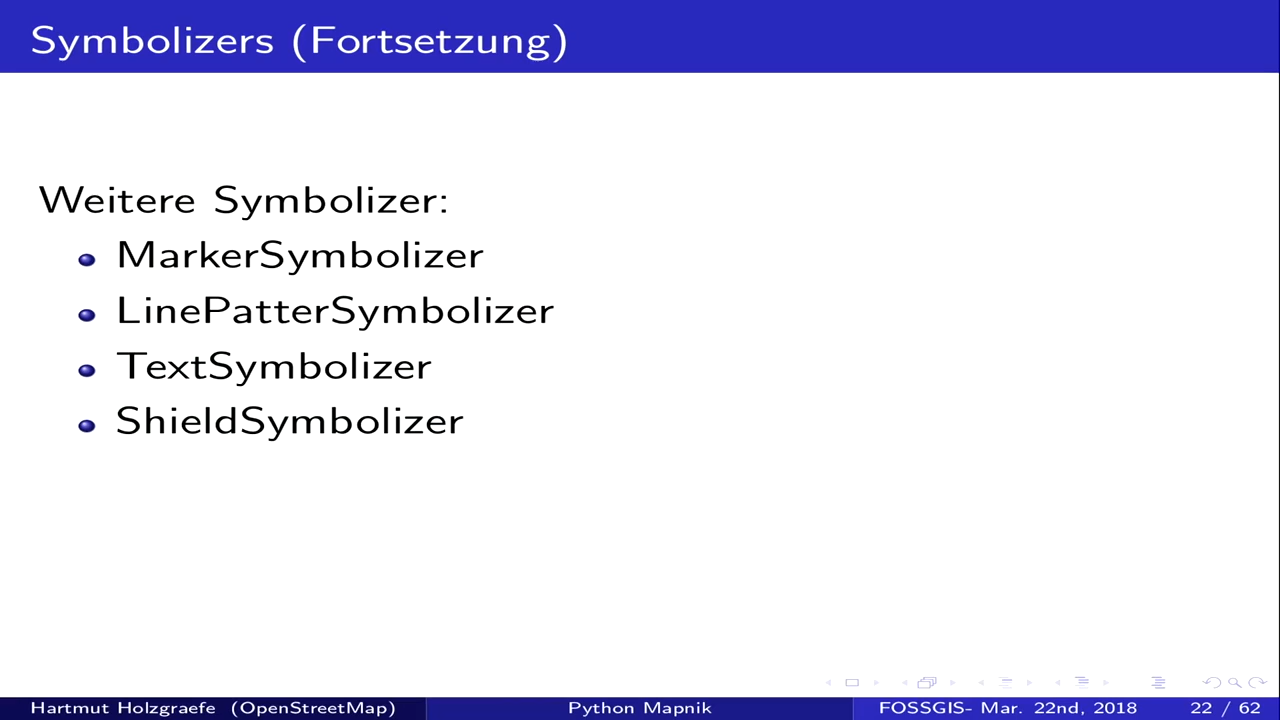 Symbolizers (Fortsetzung)
Weitere Symbolizer:
MarkerSymbolizer
LinePatterSymbolizer
TextSymbolizer
ShieldSymbolizer
Hartmut Holzgraefe (OpenStreetMap) Python Mapnik FOSSGIS- Mar. 22nd, 2018 22 / 62